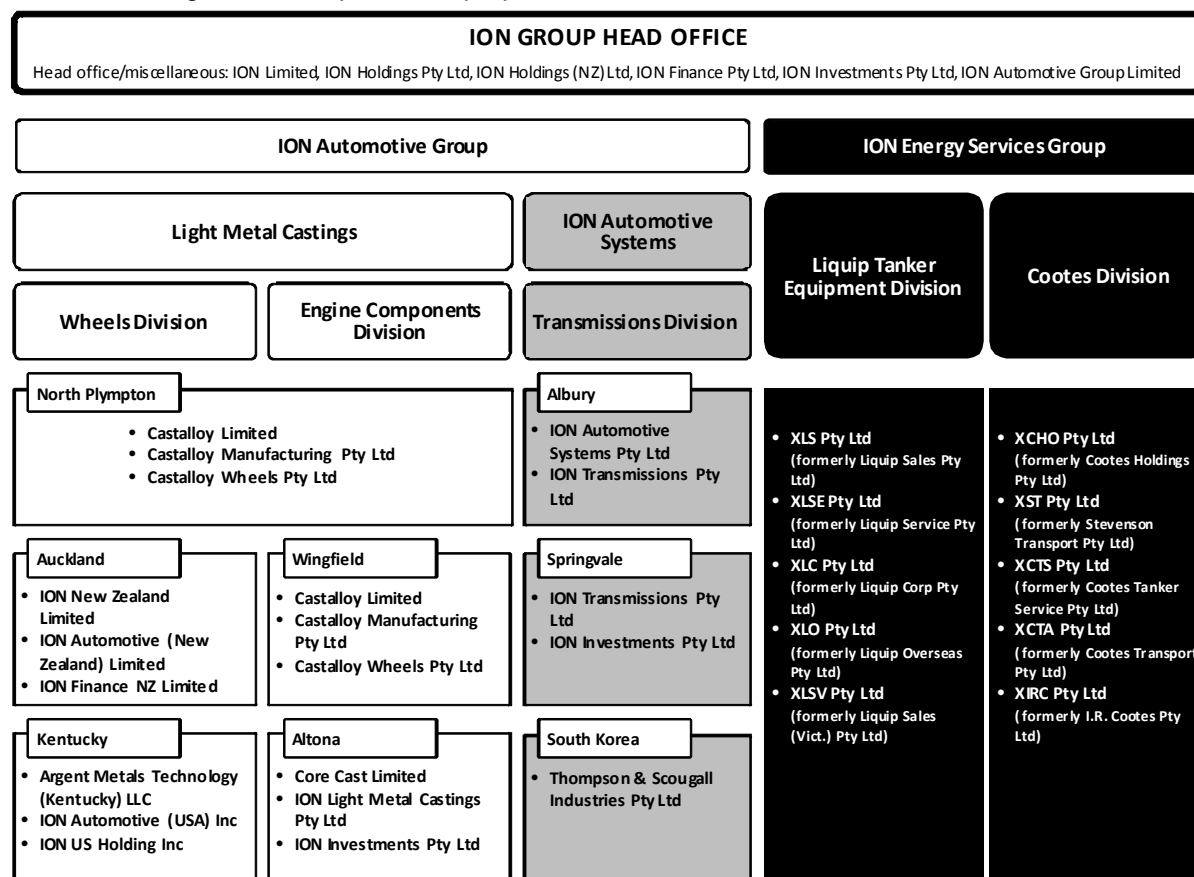 ION GROUP HEAD OFFICE
Head office/miscellaneous: ION Limited, ION Holdings Pty Ltd, ION Holdings (NZ) Ltd, ION Finance Pty Ltd, ION Investments Pty Ltd, ION Automotive Group Limited
ION Automotive Group
ION Energy Services Group
Light Metal Castings
ION Automotive
Systems
Liquip Tanker
Equipment Division
Cootes Division
Wheels Division
Engine Components
Division
Transmissions Division
North Plympton
• Castalloy Limited
• Castalloy Manufacturing Pty Ltd
• Castalloy Wheels Pty Ltd
Albury
• ION Automotive
Systems Pty Ltd
• ION Transmissions Pty
Ltd
Auckland
• ION New Zealand
Limited
• ION Automotive (New
Zealand) Limited
• ION Finance NZ Limited
Wingfield
• Castalloy Limited
• Castalloy Manufacturing
Pty Ltd
• Castalloy Wheels Pty Ltd
Springvale
• ION Transmissions Pty
Ltd
• ION Investments Pty Ltd
Kentucky
• Argent Metals Technology
(Kentucky) LLC
• ION Automotive (USA) Inc
• ION US Holding Inc
Altona
• Core Cast Limited
• ION Light Metal Castings
Pty Ltd
• ION Investments Pty Ltd
South Korea
• Thompson & Scougall
Industries Pty Ltd
• XLS Pty Ltd
(formerly Liquip Sales Pty
Ltd)
• XLSE Pty Ltd
(formerly Liquip Service Pty
Ltd)
• XLC Pty Ltd
(formerly Liquip Corp Pty
Ltd)
• XLO Pty Ltd
(formerly Liquip Overseas
Pty Ltd)
• XLSV Pty Ltd
(formerly Liquip Sales
(Vict.) Pty Ltd)
• XCHO Pty Ltd
(formerly Cootes Holdings
Pty Ltd)
• XST Pty Ltd
(formerly Stevenson
Transport Pty Ltd)
• XCTS Pty Ltd
(formerly Cootes Tanker
Service Pty Ltd)
• XCTA Pty Ltd
(formerly Cootes Transport
Pty Ltd)
• XIRC Pty Ltd
(formerly I.R. Cootes Pty
Ltd)